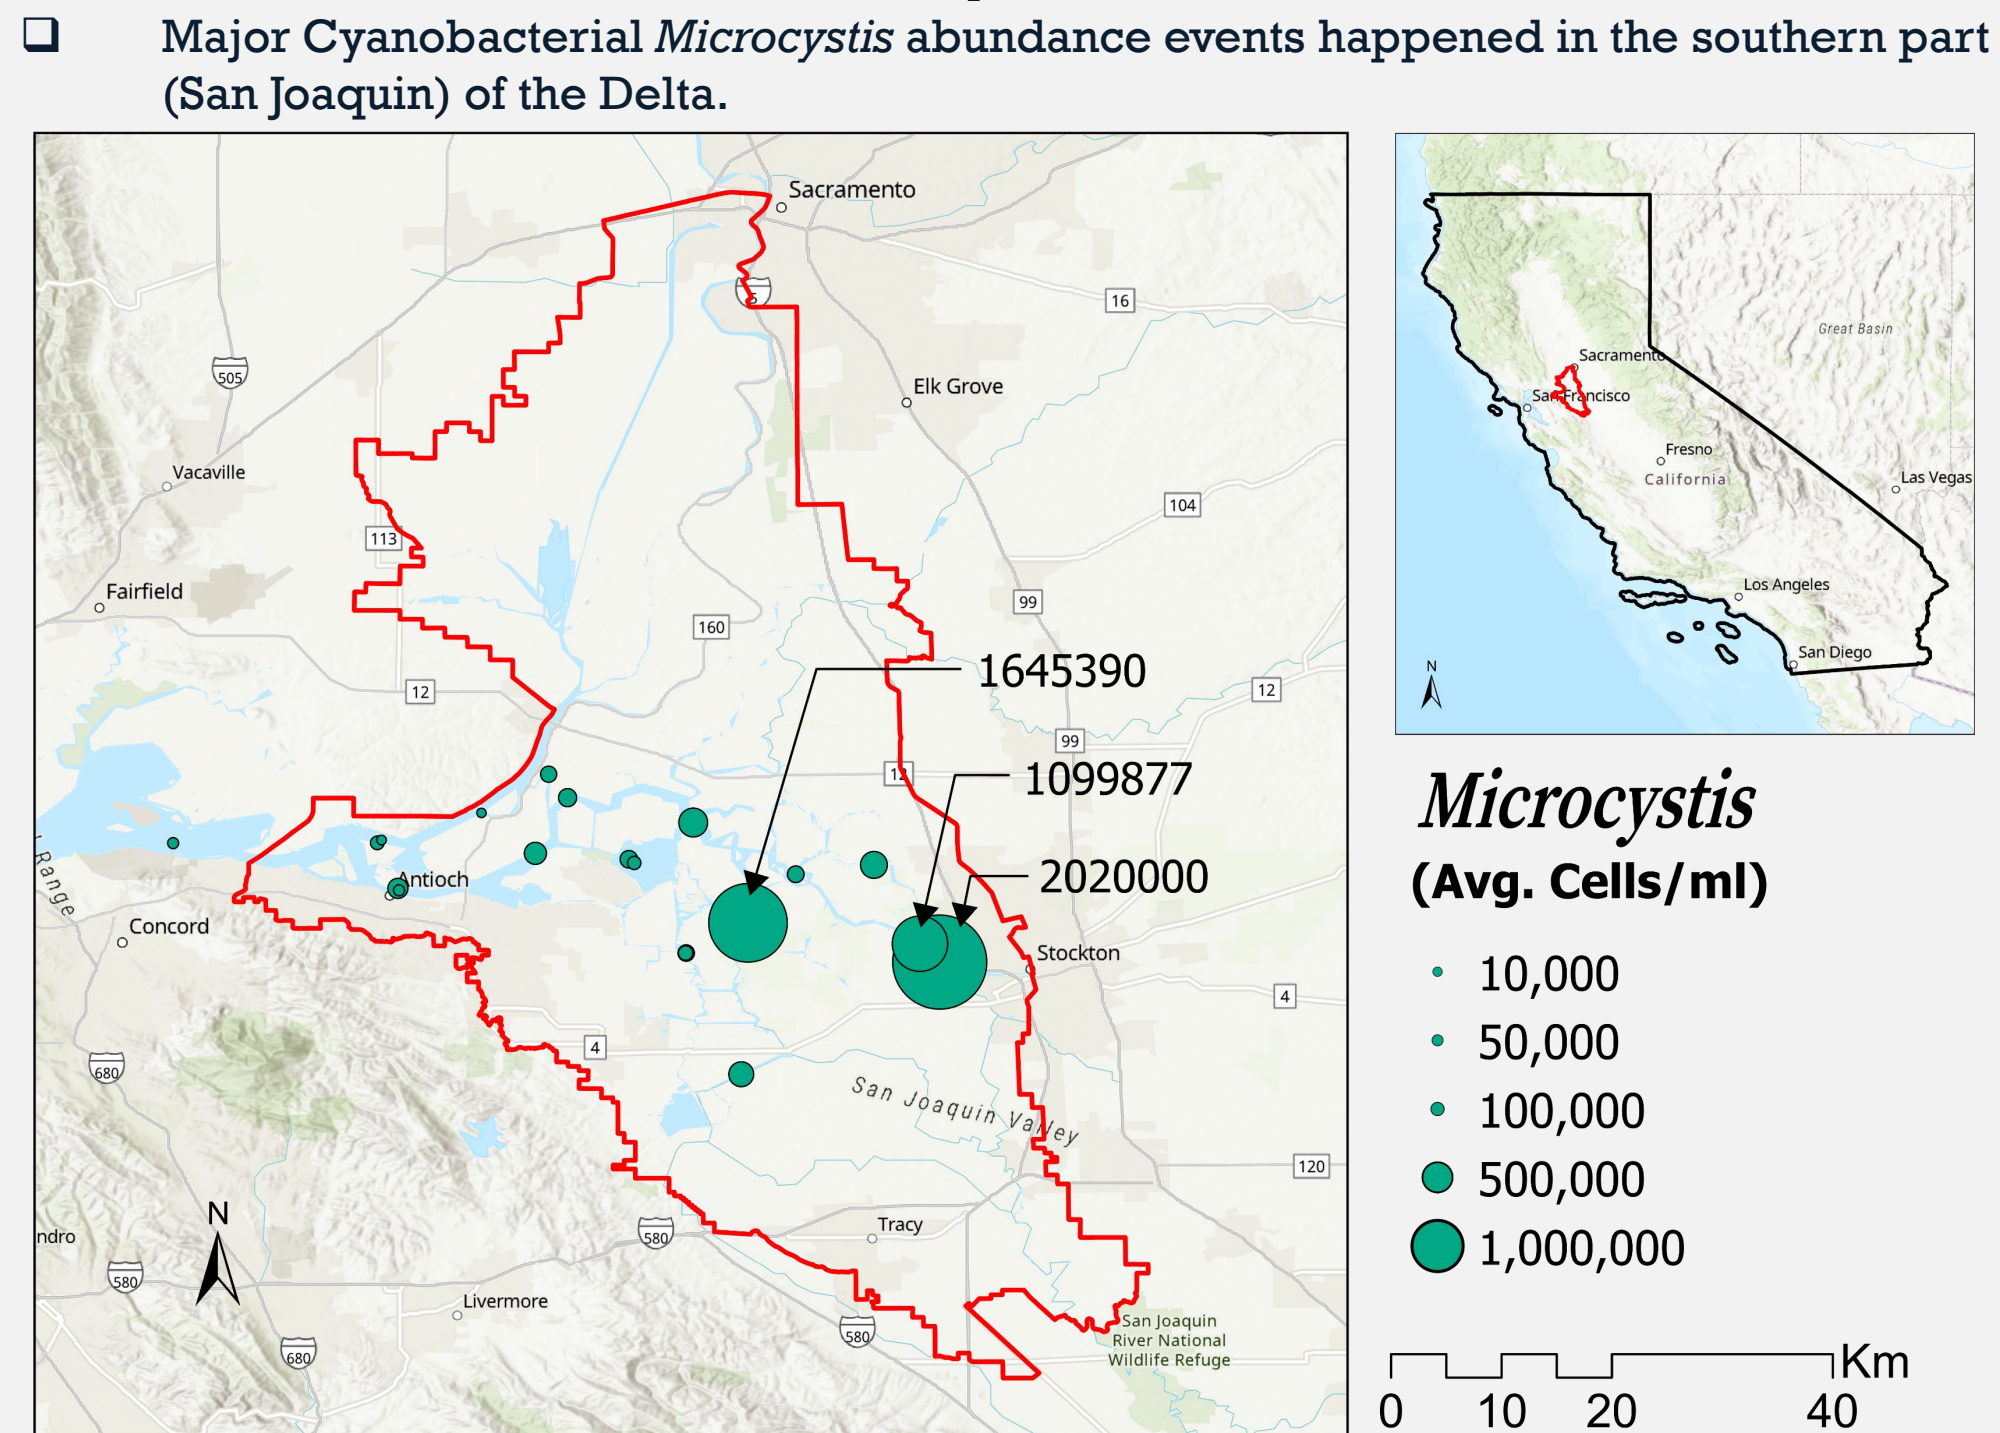 ❑ Major Cyanobacterial Microcystis abundance events happened in the southern part
(San Joaquin) of the Delta.
Sacramento
5
16
505
Elk Grove
Vacaville
104
113
Fairfield
99
160
1645390
12
12
99
12
1099877
2020000
Antioch
Range
Concord
Stockton
4
4
680
San Joaquin Valley
120
N
Tracy
ndro
580
580
Livermore
580
680
San Joaquin
River National
Wildlife Refuge
Great Basin
Sacramento
San Francisco
Fresno
California
Las Vegas
Los Angeles
San Diego
N
Microcystis
(Avg. Cells/ml)
10,000
50,000
100,000
500,000
1,000,000
Km
0 10 20 40